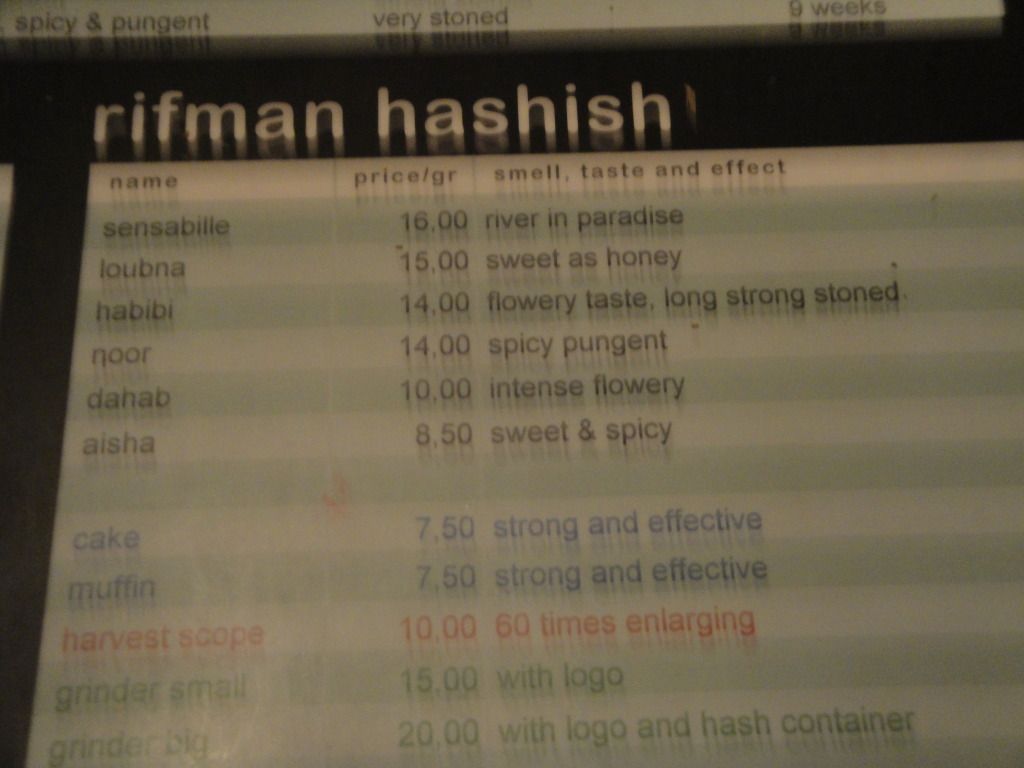 spicy & pungent very stoned 9 weeks
rifman hashish
name price/gr smell, taste and effect
sensabille 16,00 river in paradise
loubna 15,00 sweet as honey
habibi 14,00 flowery taste, long strong stoned
noor 14,00 spicy pungent
dahab 10,00 intense flowery
aisha 8,50 sweet & spicy
cake 7,50 strong and effective
muffin 7,50 strong and effective
harvest scope 10,00 60 times enlarging
grinder small 15,00 with logo
grinder big 20,00 with logo and hash container